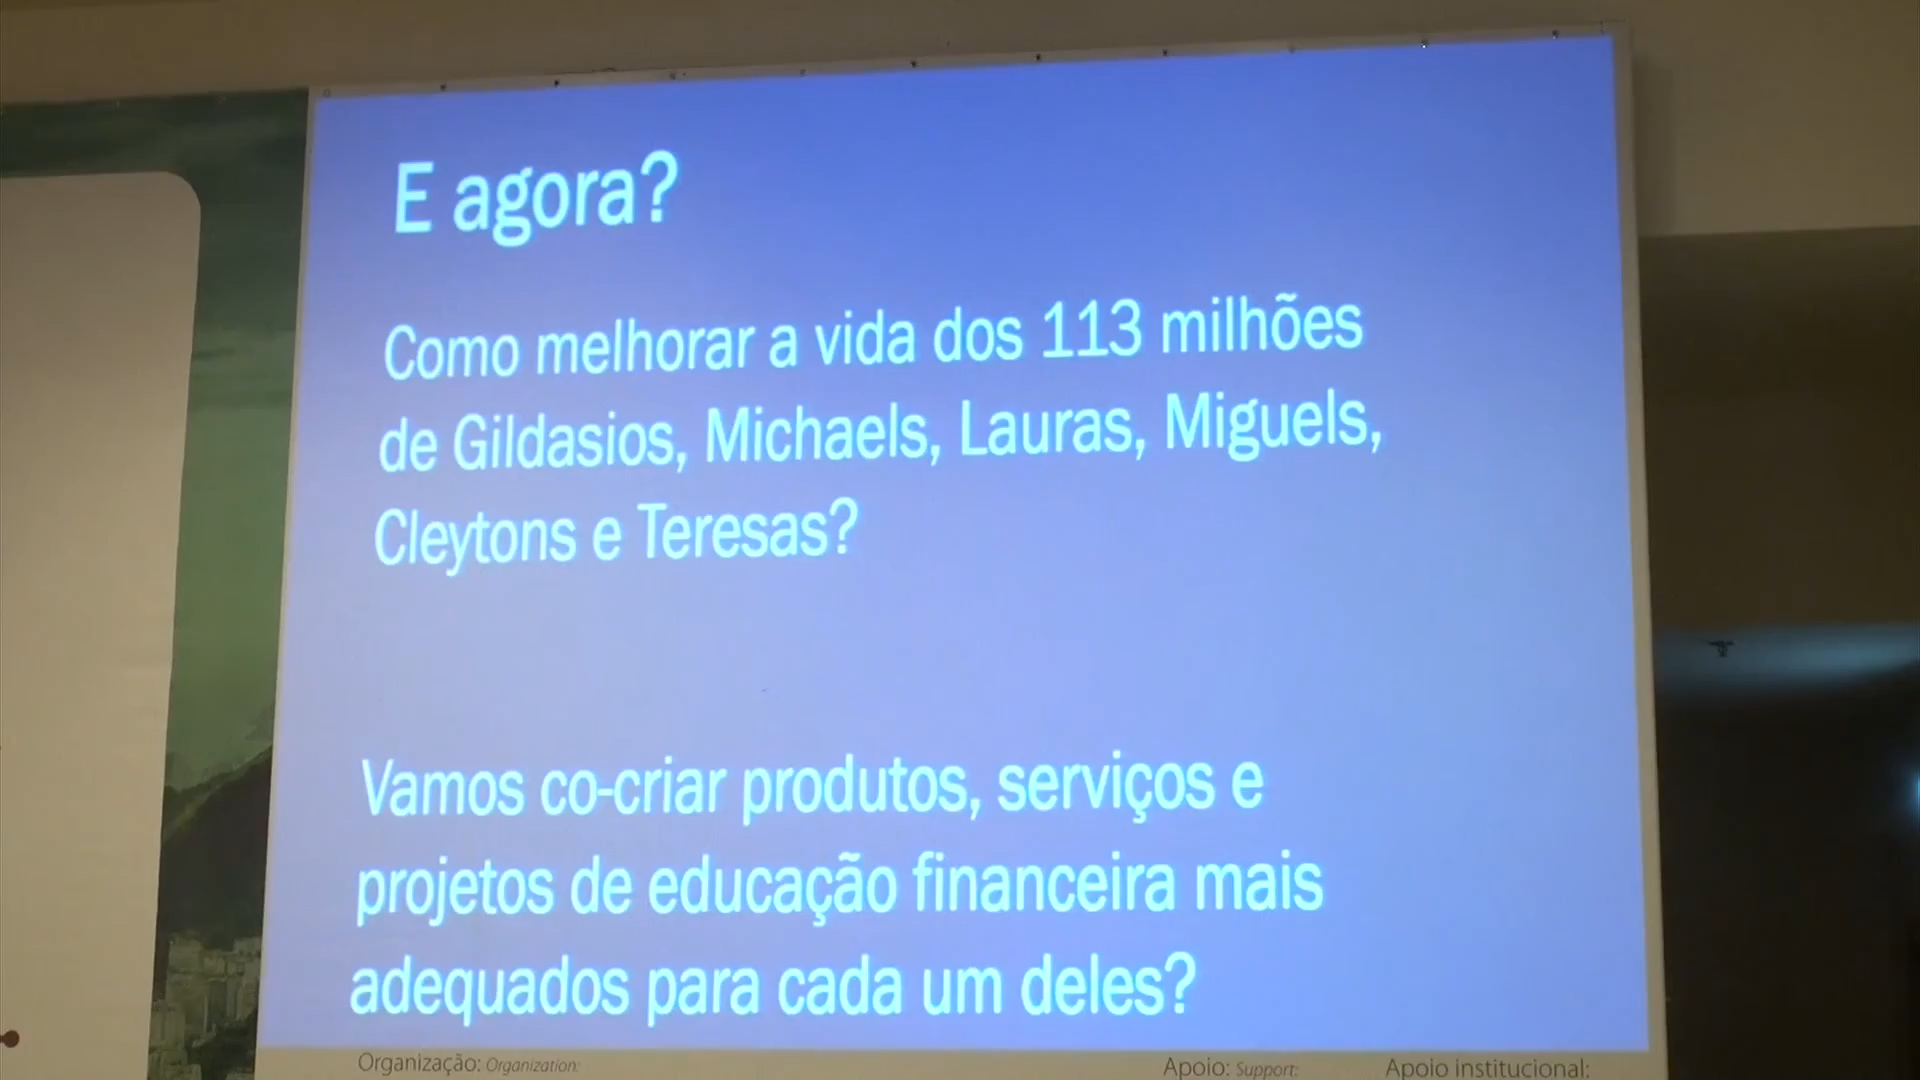 E agora?
Como melhorar a vida dos 113 milhões
de Gildasios, Michaels, Lauras, Miguels,
Cleytons e Teresas?
Vamos co-criar produtos, serviços e
projetos de educação financeira mais
adequados para cada um deles?
Organização: Organization: Apoio: Support: Apoio institucional: